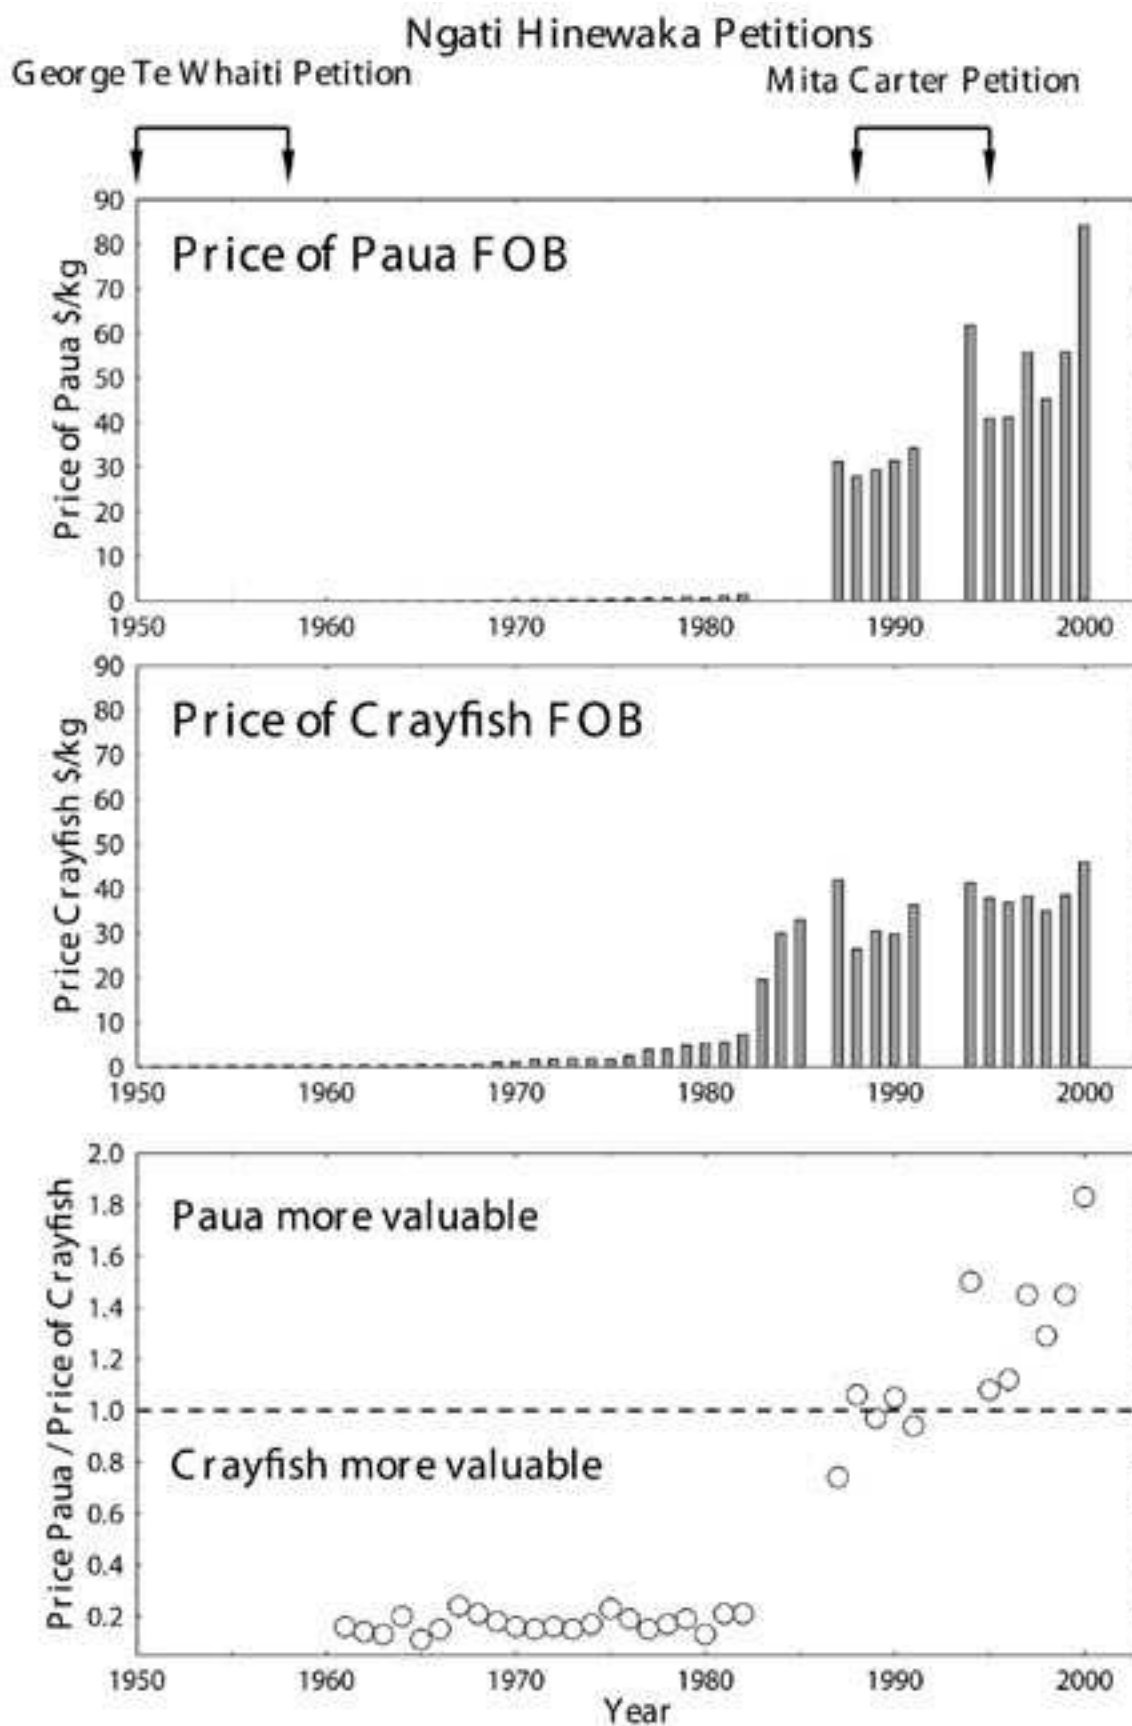 Ngati Hinewaka Petitions
George Te Whaiti Petition
Mita Carter Petition
90
80
70
60
50
40
30
20
10
0
Price of Paua $/kg
Price of Paua FOB
1950 1960 1970 1980 1990 2000
90
80
70
60
50
40
30
20
10
0
Price Crayfish $/kg
Price of Crayfish FOB
1950 1960 1970 1980 1990 2000
2.0
1.8
1.6
1.4
1.2
1.0
0.8
0.6
0.4
0.2
Price Paua / Price of Crayfish
Paua more valuable
Crayfish more valuable
1950 1960 1970 1980 1990 2000
Year